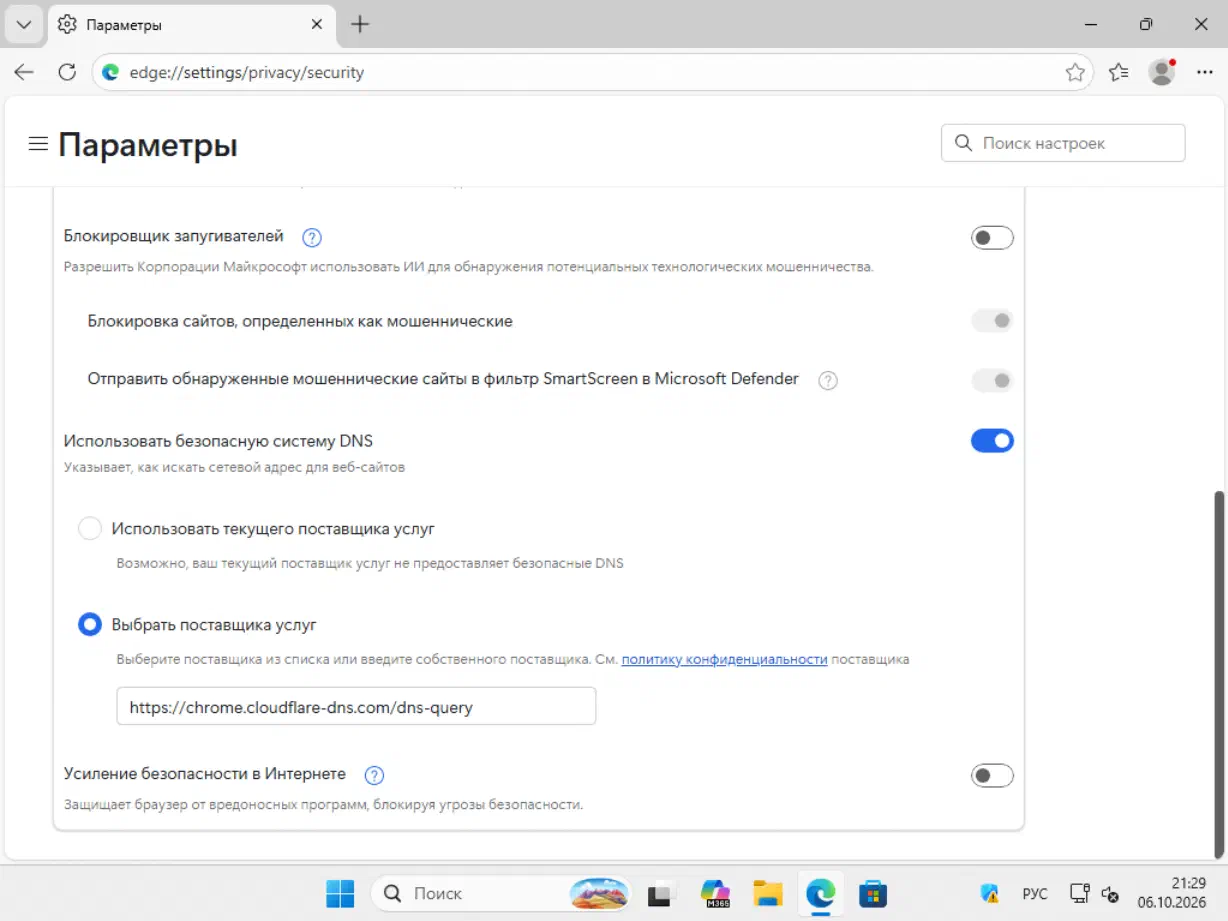 Параметры
edge://settings/privacy/security
Параметры
Поиск настроек
Блокировщик запугивателей ?
Разрешить Корпорации Майкрософт использовать ИИ для обнаружения потенциальных технологических мошенничества.
Блокировка сайтов, определенных как мошеннические
Отправить обнаруженные мошеннические сайты в фильтр SmartScreen в Microsoft Defender ?
Использовать безопасную систему DNS
Указывает, как искать сетевой адрес для веб-сайтов
Использовать текущего поставщика услуг
Возможно, ваш текущий поставщик услуг не предоставляет безопасные DNS
Выбрать поставщика услуг
Выберите поставщика из списка или введите собственного поставщика. См. политику конфиденциальности поставщика
https://chrome.cloudflare-dns.com/dns-query
Усиление безопасности в Интернете ?
Защищает браузер от вредоносных программ, блокируя угрозы безопасности.
Поиск
M365
РУС
21:29
06.10.2026